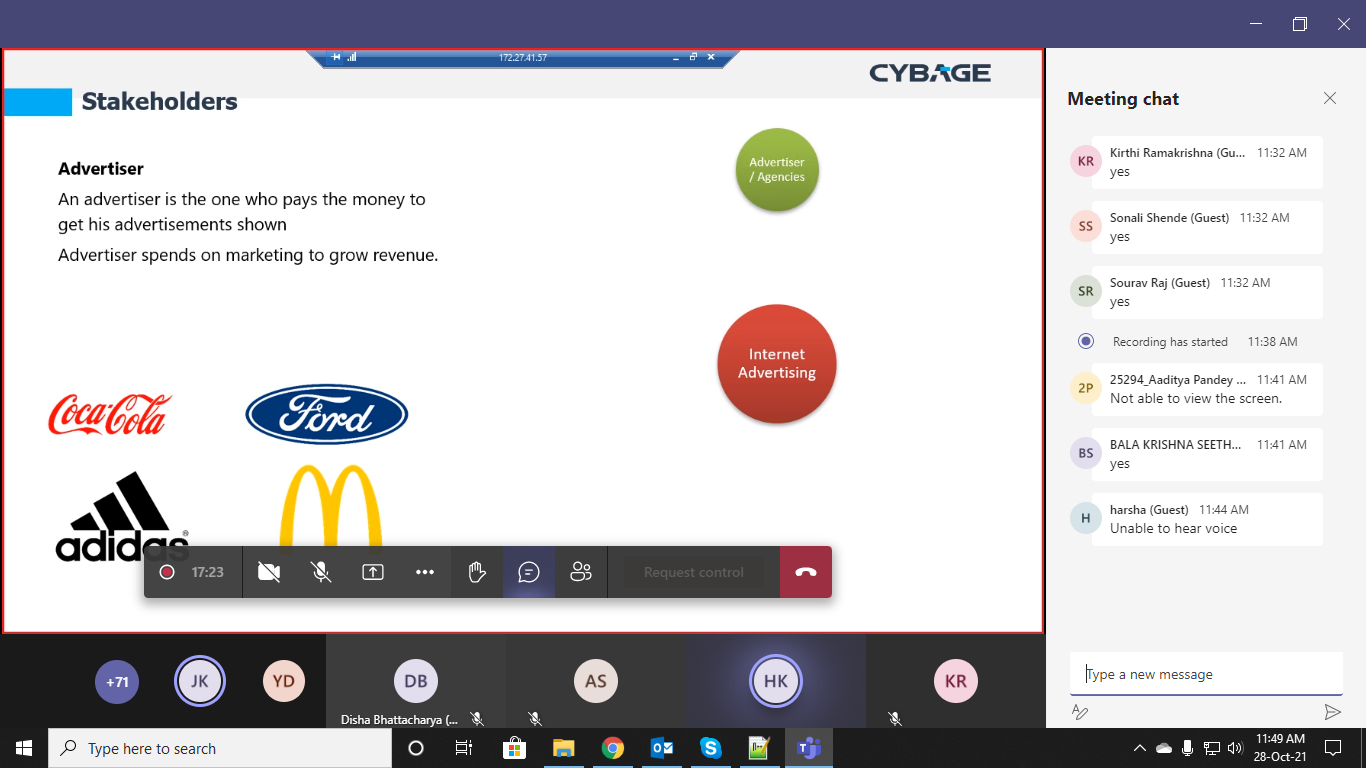 172.27.41.57
CYBAGE
Stakeholders
Advertiser
An advertiser is the one who pays the money to
get his advertisements shown
Advertiser spends on marketing to grow revenue.
Advertiser
/ Agencies
Internet
Advertising
Coca-Cola
Ford
adidas®
17:23
Request control
+71
JK
YD
DB
Disha Bhattacharya (...
AS
HK
KR
Meeting chat
KR
Kirthi Ramakrishna (Gu... 11:32 AM
yes
SS
Sonali Shende (Guest) 11:32 AM
yes
SR
Sourav Raj (Guest) 11:32 AM
yes
Recording has started 11:38 AM
2P
25294_Aaditya Pandey ... 11:41 AM
Not able to view the screen.
BS
BALA KRISHNA SEETH... 11:41 AM
yes
H
harsha (Guest) 11:44 AM
Unable to hear voice
Type a new message
Type here to search
11:49 AM
28-Oct-21